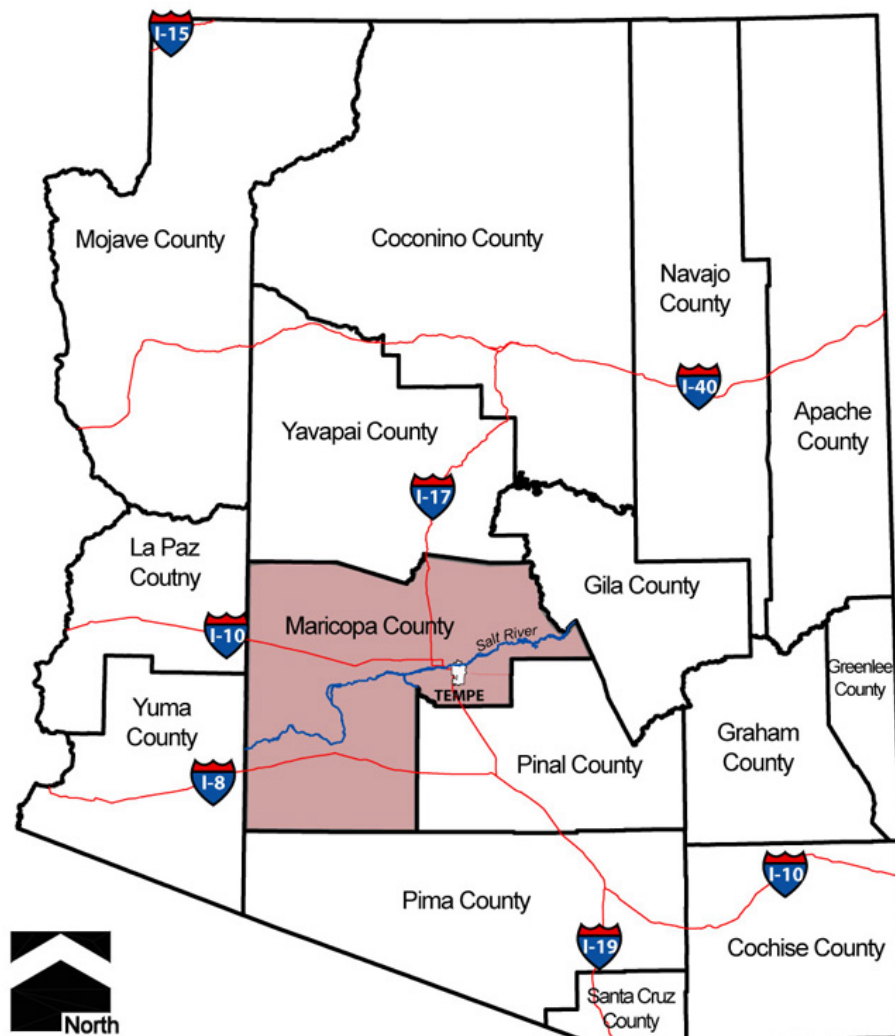 I-15
Mojave County
Coconino County
Navajo
County
I-40
Apache
County
Yavapai County
I-17
La Paz
Coutny
Gila County
I-10
Maricopa County
Salt River
TEMPE
Greenlee
County
Yuma
County
Graham
County
Pinal County
I-8
I-10
Pima County
I-19
Cochise County
Santa Cruz
County
North